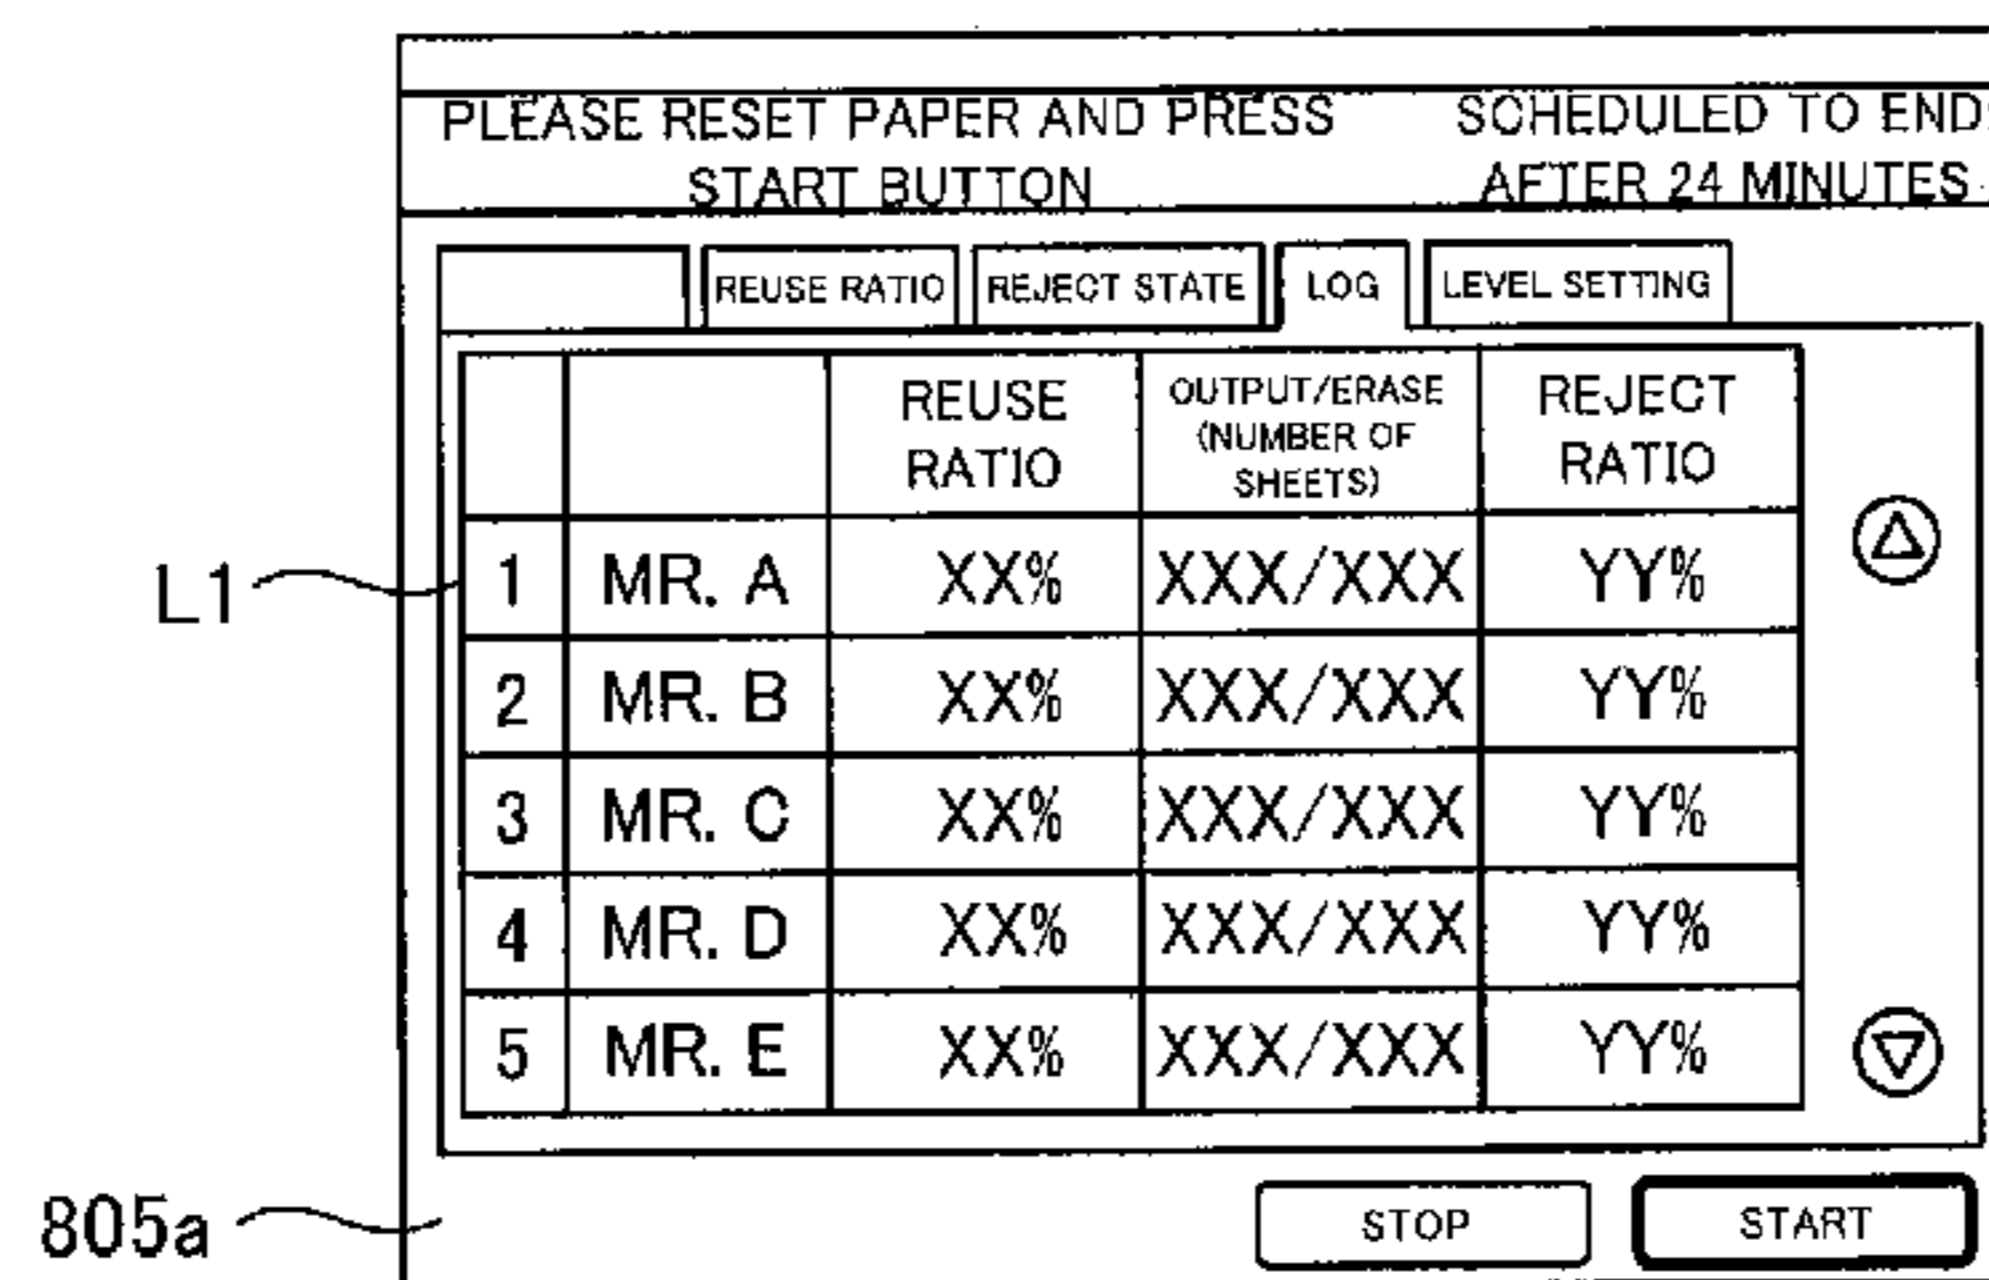 PLEASE RESET PAPER AND PRESS
START BUTTON
SCHEDULED TO END
AFTER 24 MINUTES
REUSE RATIO REJECT STATE LOG LEVEL SETTING
REUSE
RATIO
OUTPUT/ERASE
(NUMBER OF
SHEETS)
REJECT
RATIO
L1
1 MR. A XX% XXX/XXX YY%
2 MR. B XX% XXX/XXX YY%
3 MR. C XX% XXX/XXX YY%
4 MR. D XX% XXX/XXX YY%
5 MR. E XX% XXX/XXX YY%
805a
STOP START